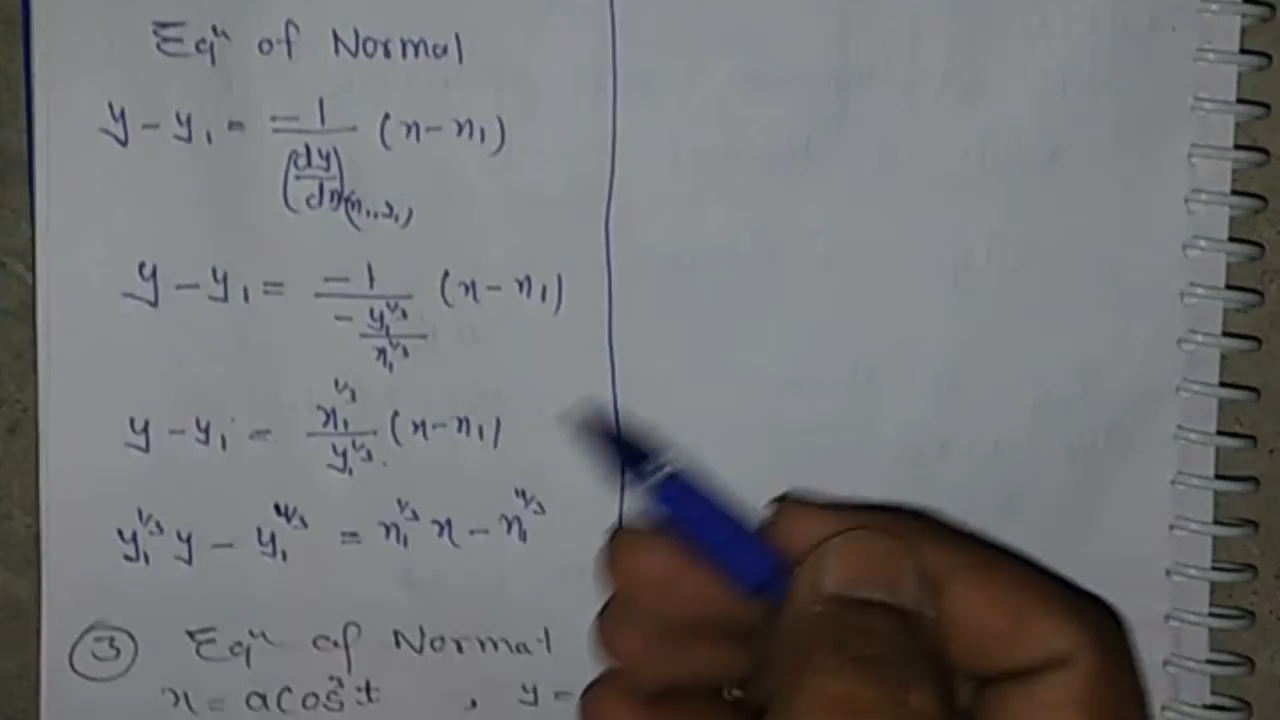 Eqⁿ of Normal
y - y₁ = -1/(dy/dx)(x₁, y₁) (x - x₁)
y - y₁ = -1/(-y₁^1/3/x₁^1/3) (x - x₁)
y - y₁ = x₁^1/3/y₁^1/3 (x - x₁)
y₁^1/3 y - y₁^4/3 = x₁^1/3 x - x₁^4/3
③ Eqⁿ of Normal
x = a cos³t , y =